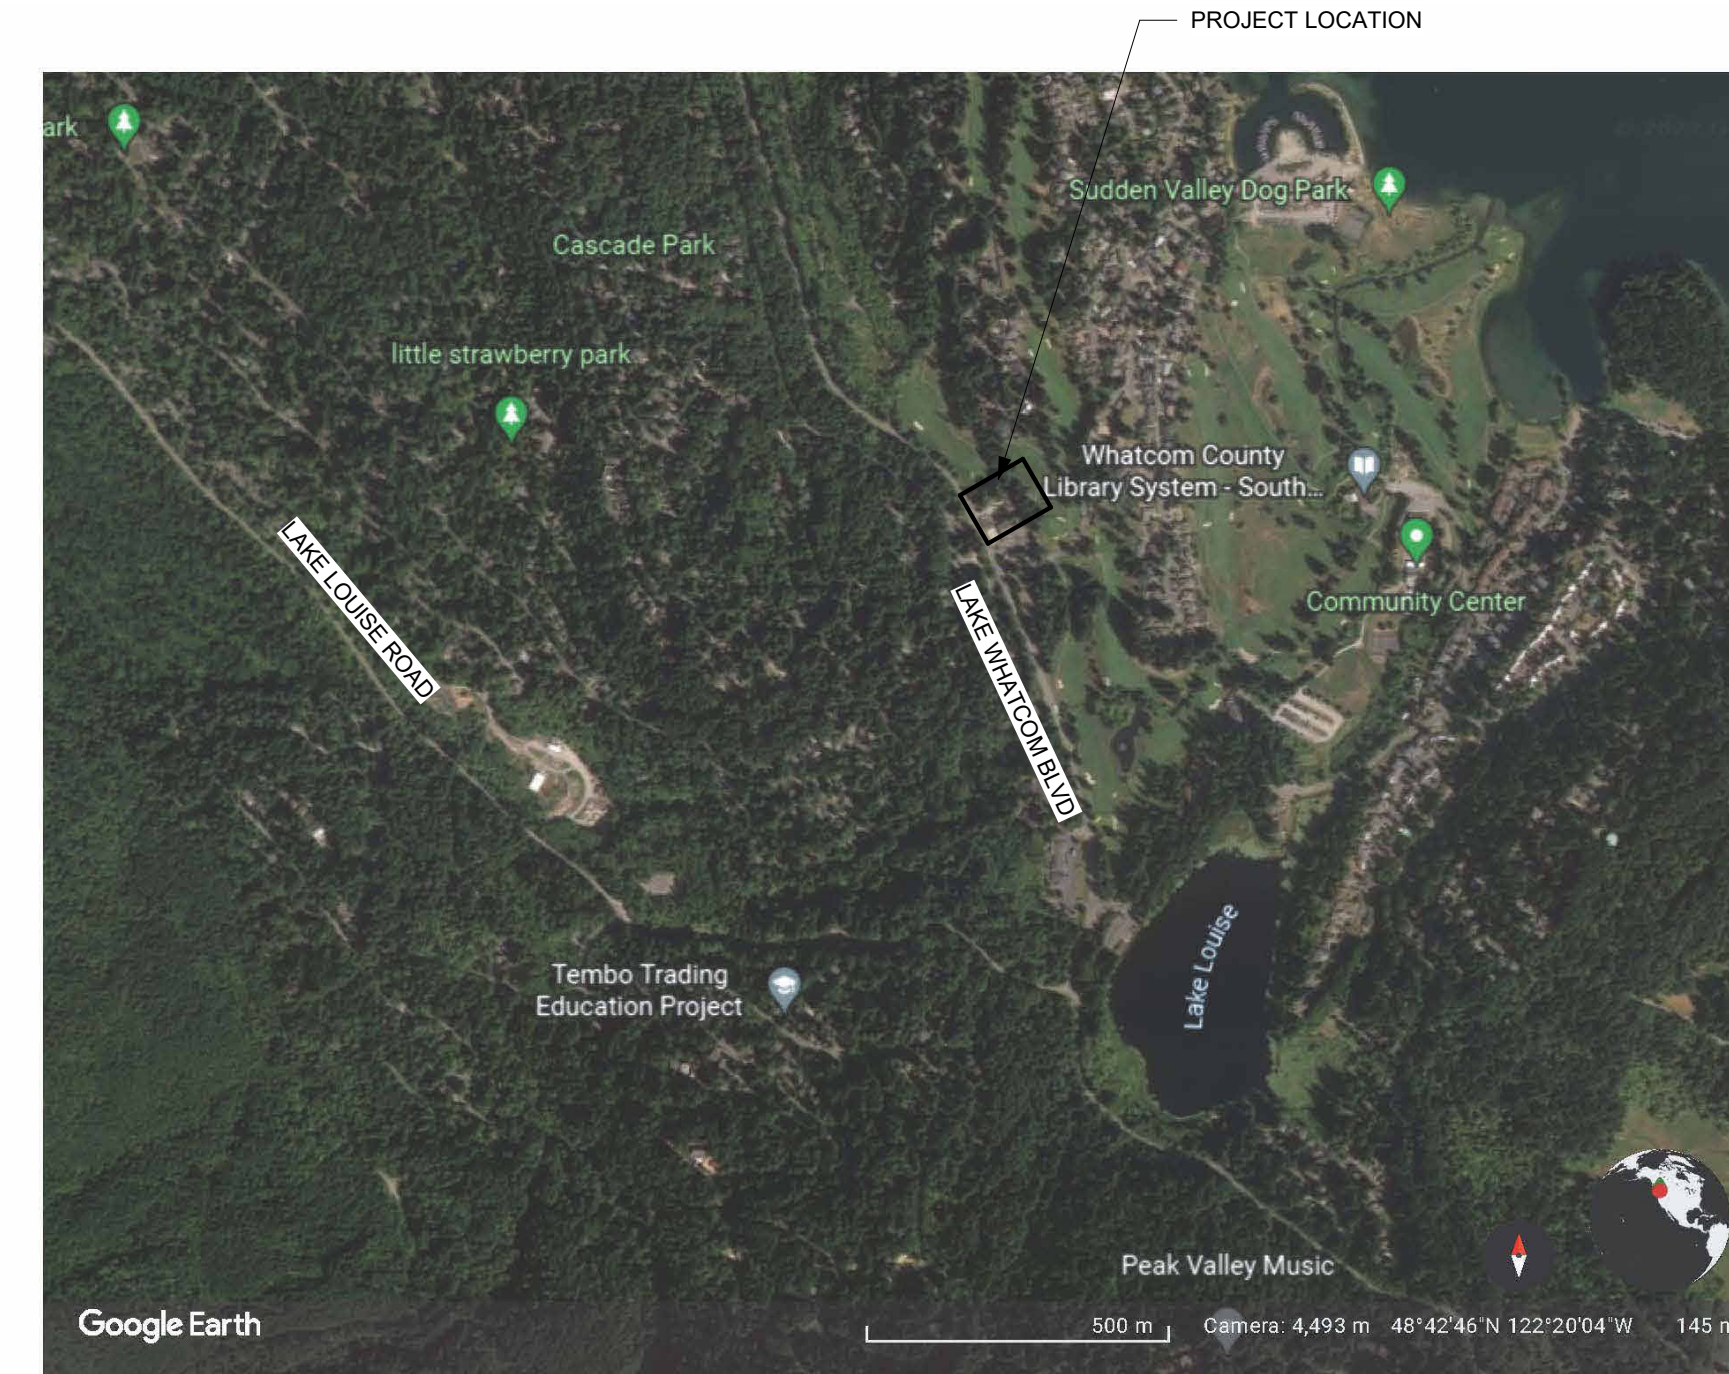 PROJECT LOCATION
ark
Sudden Valley Dog Park
Cascade Park
little strawberry park
Whatcom County
Library System - South...
LAKE LOUISE ROAD
LAKE WHATCOM BLVD
Community Center
Lake Louise
Tembo Trading
Education Project
Peak Valley Music
Google Earth
500 m
Camera: 4,493 m 48°42'46"N 122°20'04"W 145 m